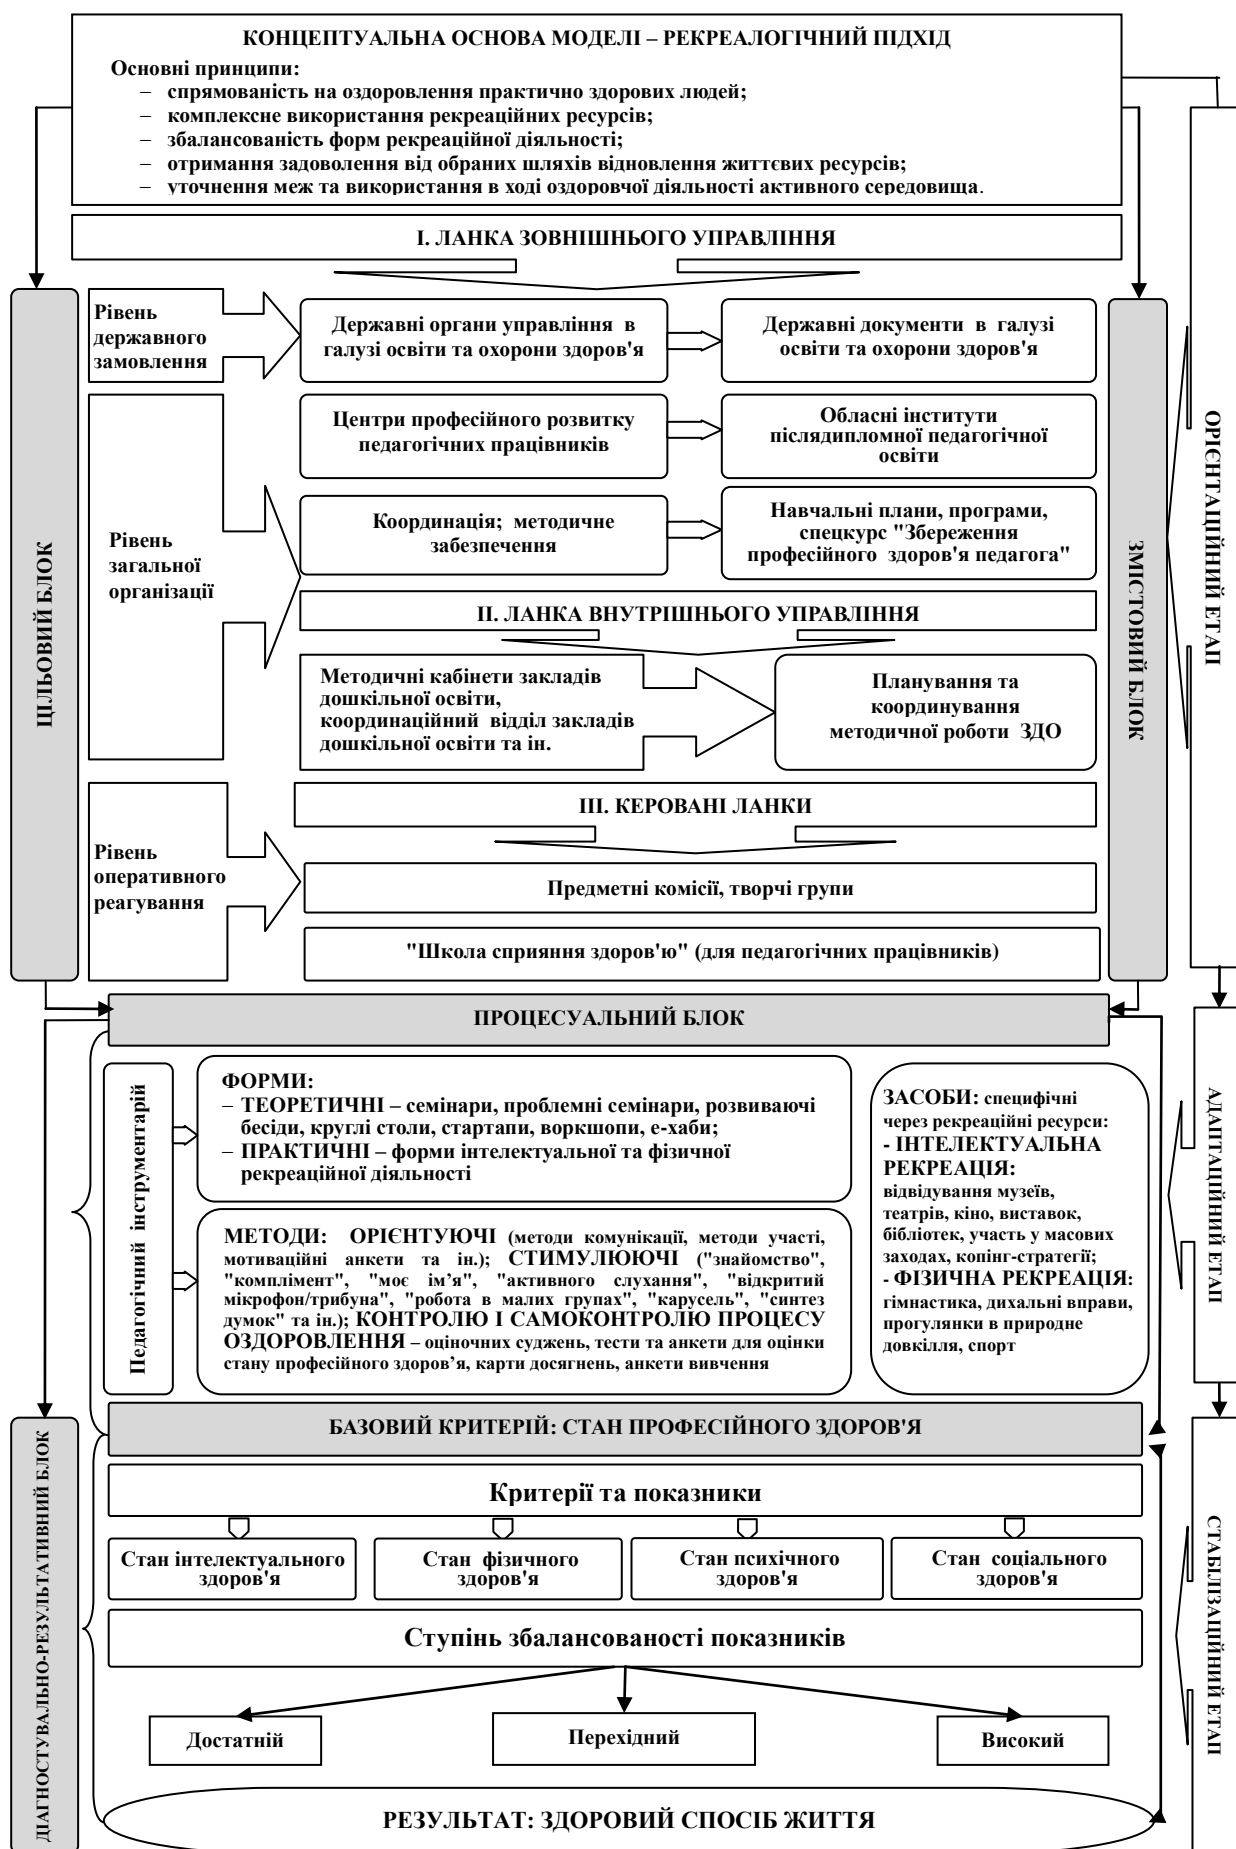 КОНЦЕПТУАЛЬНА ОСНОВА МОДЕЛІ – РЕКРЕАЛОГІЧНИЙ ПІДХІД
Основні принципи:
– спрямованість на оздоровлення практично здорових людей;
– комплексне використання рекреаційних ресурсів;
– збалансованість форм рекреаційної діяльності;
– отримання задоволення від обраних шляхів відновлення життєвих ресурсів;
– уточнення меж та використання в ході оздоровчої діяльності активного середовища.
І. ЛАНКА ЗОВНІШНЬОГО УПРАВЛІННЯ
ЦІЛЬОВИЙ БЛОК
Рівень
державного
замовлення
Державні органи управління в
галузі освіти та охорони здоров'я
Державні документи в галузі
освіти та охорони здоров'я
Рівень
загальної
організації
Центри професійного розвитку
педагогічних працівників
Обласні інститути
післядипломної педагогічної
освіти
Координація; методичне
забезпечення
Навчальні плани, програми,
спецкурс "Збереження
професійного здоров'я педагога"
ІІ. ЛАНКА ВНУТРІШНЬОГО УПРАВЛІННЯ
Методичні кабінети закладів
дошкільної освіти,
координаційний відділ закладів
дошкільної освіти та ін.
Планування та
координування
методичної роботи ЗДО
ІІІ. КЕРОВАНІ ЛАНКИ
Рівень
оперативного
реагування
Предметні комісії, творчі групи
"Школа сприяння здоров'ю" (для педагогічних працівників)
ЗМІСТОВИЙ БЛОК
ОРІЄНТАЦІЙНИЙ ЕТАП
ПРОЦЕСУАЛЬНИЙ БЛОК
Педагогічний інструментарій
ФОРМИ:
– ТЕОРЕТИЧНІ – семінари, проблемні семінари, розвиваючі
бесіди, круглі столи, стартапи, воркшопи, е-хаби;
– ПРАКТИЧНІ – форми інтелектуальної та фізичної
рекреаційної діяльності
МЕТОДИ: ОРІЄНТУЮЧІ (методи комунікації, методи участі,
мотиваційні анкети та ін.); СТИМУЛЮЮЧІ ("знайомство",
"комплімент", "моє ім’я", "активного слухання", "відкритий
мікрофон/трибуна", "робота в малих групах", "карусель", "синтез
думок" та ін.); КОНТРОЛЮ І САМОКОНТРОЛЮ ПРОЦЕСУ
ОЗДОРОВЛЕННЯ – оціночних суджень, тести та анкети для оцінки
стану професійного здоров’я, карти досягнень, анкети вивчення
ЗАСОБИ: специфічні
через рекреаційні ресурси:
- ІНТЕЛЕКТУАЛЬНА
РЕКРЕАЦІЯ:
відвідування музеїв,
театрів, кіно, виставок,
бібліотек, участь у масових
заходах, копінг-стратегії;
- ФІЗИЧНА РЕКРЕАЦІЯ:
гімнастика, дихальні вправи,
прогулянки в природне
довкілля, спорт
АДАПТАЦІЙНИЙ ЕТАП
БАЗОВИЙ КРИТЕРІЙ: СТАН ПРОФЕСІЙНОГО ЗДОРОВ'Я
ДІАГНОСТУВАЛЬНО-РЕЗУЛЬТАТИВНИЙ БЛОК
Критерії та показники
Стан інтелектуального
здоров'я
Стан фізичного
здоров'я
Стан психічного
здоров'я
Стан соціального
здоров'я
Ступінь збалансованості показників
Достатній
Перехідний
Високий
СТАБІЛІЗАЦІЙНИЙ ЕТАП
РЕЗУЛЬТАТ: ЗДОРОВИЙ СПОСІБ ЖИТТЯ